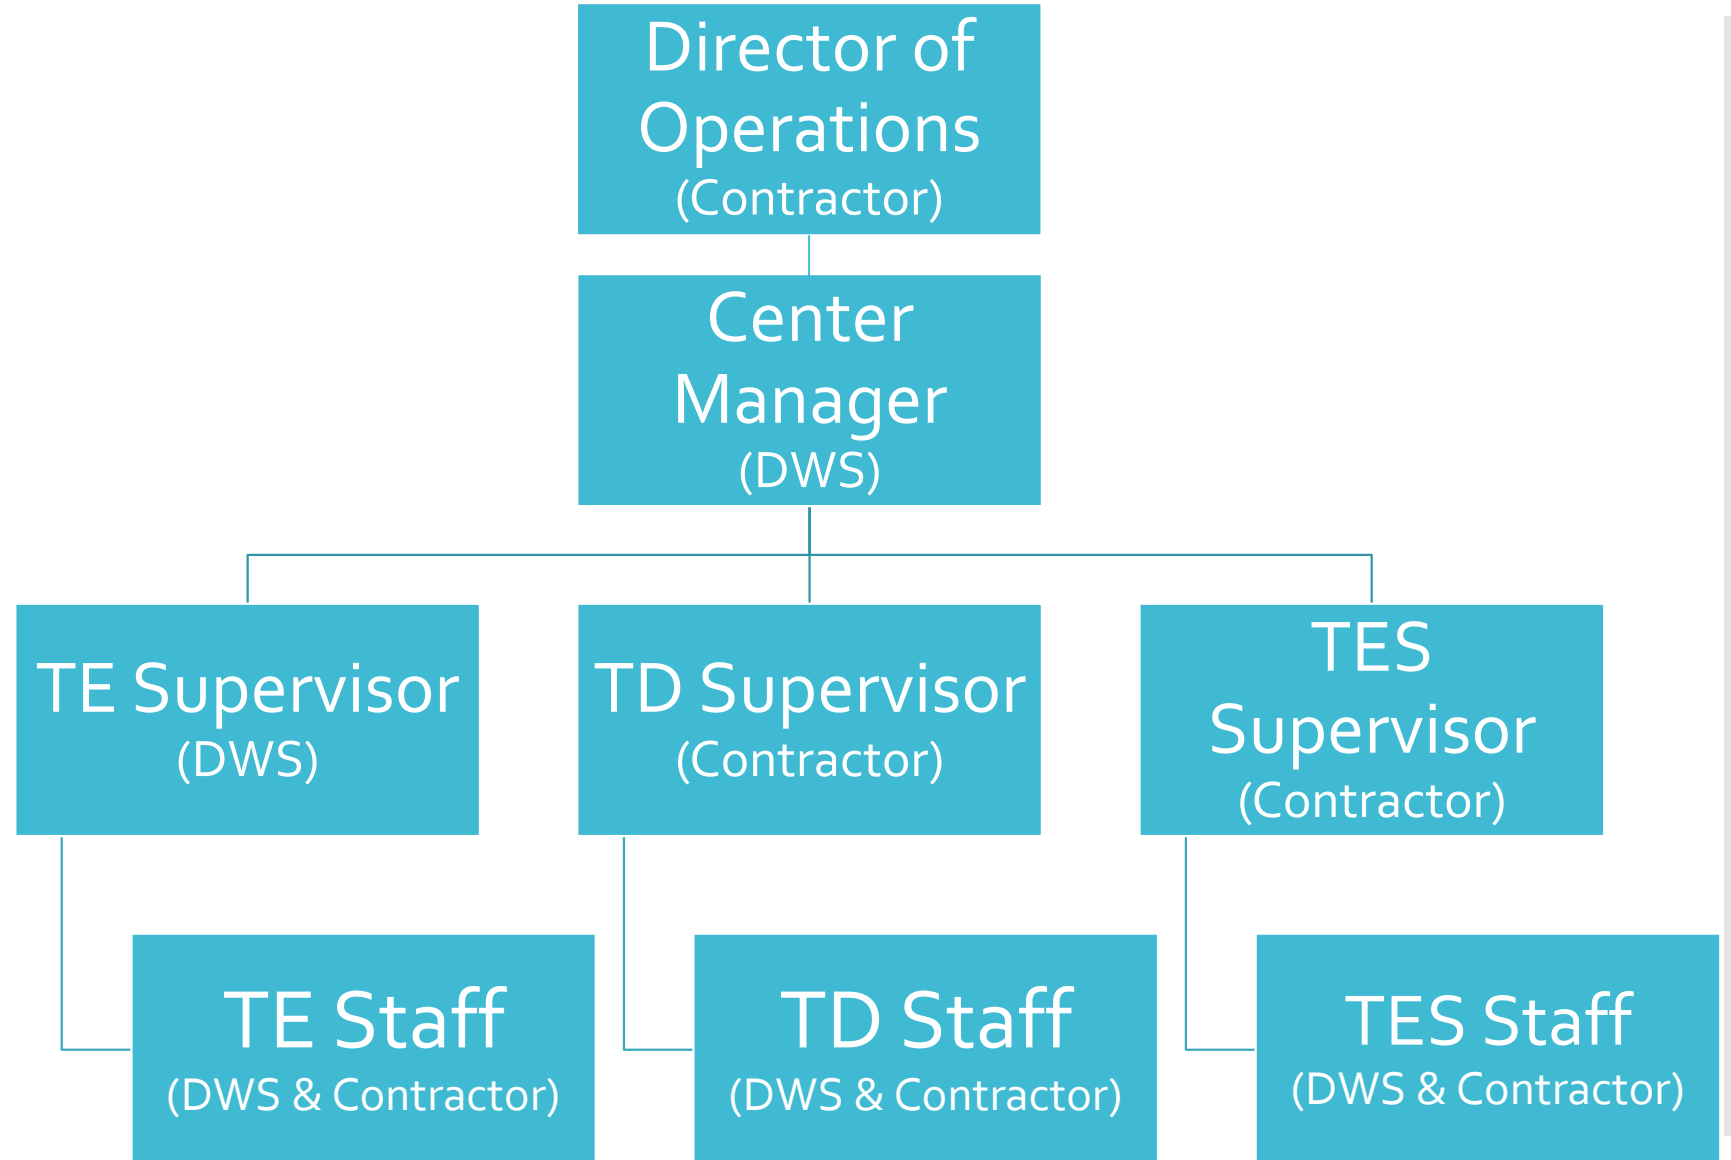 Director of
Operations
(Contractor)
Center
Manager
(DWS)
TE Supervisor
(DWS)
TD Supervisor
(Contractor)
TES
Supervisor
(Contractor)
TE Staff
(DWS & Contractor)
TD Staff
(DWS & Contractor)
TES Staff
(DWS & Contractor)